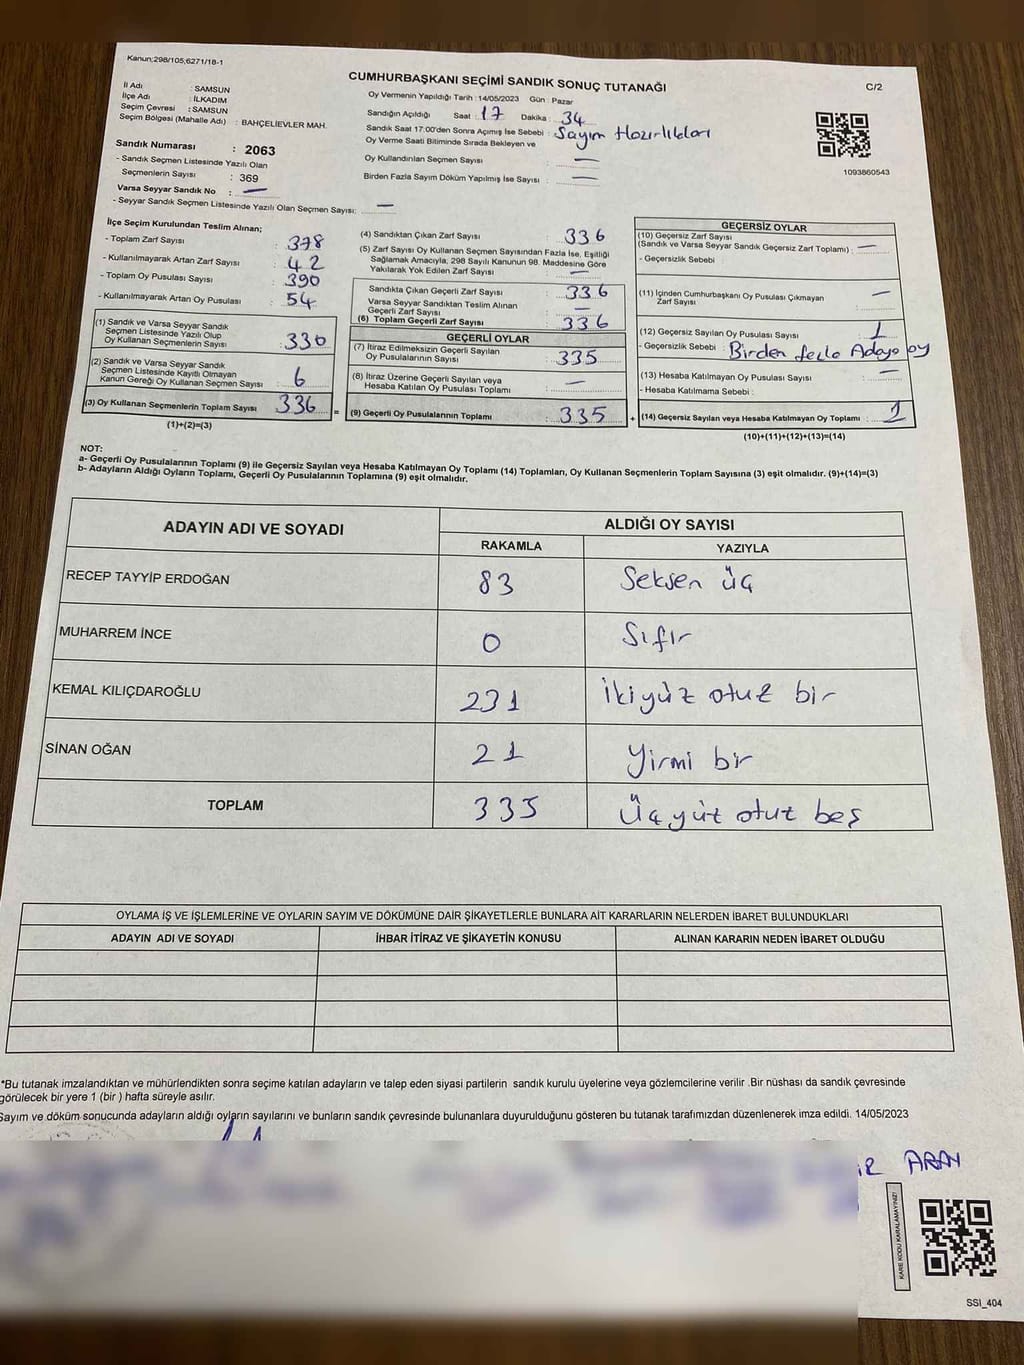 Kanun;298/105,6271/18-1
CUMHURBAŞKANI SEÇİMİ SANDIK SONUÇ TUTANAĞI
C/2
İl Adı : SAMSUN
İlçe Adı : İLKADIM
Seçim Çevresi : SAMSUN
Seçim Bölgesi (Mahalle Adı) : BAHÇELİEVLER MAH.
Sandık Numarası : 2063
- Sandık Seçmen Listesinde Yazılı Olan
Seçmenlerin Sayısı : 369
Varsa Seyyar Sandık No : —
- Seyyar Sandık Seçmen Listesinde Yazılı Olan Seçmen Sayısı: —
Oy Vermenin Yapıldığı Tarih : 14/05/2023 Gün : Pazar
Sandığın Açıldığı Saat : 17 Dakika : 34
Sandık Saat 17:00'den Sonra Açımış İse Sebebi : Sayım Hazırlıkları
Oy Verme Saati Bitiminde Sırada Bekleyen ve
Oy Kullandırılan Seçmen Sayısı : —
Birden Fazla Sayım Döküm Yapılmış İse Sayısı : —
1093860543
İlçe Seçim Kurulundan Teslim Alınan;
- Toplam Zarf Sayısı : 378
- Kullanılmayarak Artan Zarf Sayısı : 42
- Toplam Oy Pusulası Sayısı : 390
- Kullanılmayarak Artan Oy Pusulası : 54
(1) Sandık ve Varsa Seyyar Sandık
Seçmen Listesinde Yazılı Olup
Oy Kullanan Seçmenlerin Sayısı : 330
(2) Sandık ve Varsa Seyyar Sandık
Seçmen Listesinde Kayıtlı Olmayan
Kanun Gereği Oy Kullanan Seçmen Sayısı : 6
(3) Oy Kullanan Seçmenlerin Toplam Sayısı : 336 =
(1)+(2)=(3)
(4) Sandıktan Çıkan Zarf Sayısı : 336
(5) Zarf Sayısı Oy Kullanan Seçmen Sayısından Fazla İse, Eşitliği
Sağlamak Amacıyla, 298 Sayılı Kanunun 98. Maddesine Göre
Yakılarak Yok Edilen Zarf Sayısı : —
Sandıkta Çıkan Geçerli Zarf Sayısı : 336
Varsa Seyyar Sandıktan Teslim Alınan
Geçerli Zarf Sayısı : —
(6) Toplam Geçerli Zarf Sayısı : 336
GEÇERLİ OYLAR
(7) İtiraz Edilmeksizin Geçerli Sayılan
Oy Pusulalarının Sayısı : 335
(8) İtiraz Üzerine Geçerli Sayılan veya
Hesaba Katılan Oy Pusulaları Toplamı : —
(9) Geçerli Oy Pusulalarının Toplamı : 335 +
GEÇERSİZ OYLAR
(10) Geçersiz Zarf Sayısı
(Sandık ve Varsa Seyyar Sandık Geçersiz Zarf Toplamı) : —
- Geçersizlik Sebebi :
(11) İçinden Cumhurbaşkanı Oy Pusulası Çıkmayan
Zarf Sayısı : —
(12) Geçersiz Sayılan Oy Pusulası Sayısı : 1
- Geçersizlik Sebebi : Birden fazla Adaya oy
(13) Hesaba Katılmayan Oy Pusulası Sayısı : —
- Hesaba Katılmama Sebebi :
(14) Geçersiz Sayılan veya Hesaba Katılmayan Oy Toplamı : 1
(10)+(11)+(12)+(13)=(14)
NOT:
a- Geçerli Oy Pusulalarının Toplamı (9) ile Geçersiz Sayılan veya Hesaba Katılmayan Oy Toplamı (14) Toplamları, Oy Kullanan Seçmenlerin Toplam Sayısına (3) eşit olmalıdır. (9)+(14)=(3)
b- Adayların Aldığı Oyların Toplamı, Geçerli Oy Pusulalarının Toplamına (9) eşit olmalıdır.
ADAYIN ADI VE SOYADI ALDIĞI OY SAYISI
RAKAMLA YAZIYLA
RECEP TAYYİP ERDOĞAN 83 Seksen üç
MUHARREM İNCE 0 Sıfır
KEMAL KILIÇDAROĞLU 231 İkiyüz otuz bir
SİNAN OĞAN 21 Yirmi bir
TOPLAM 335 Üçyüz otuz beş
OYLAMA İŞ VE İŞLEMLERİNE VE OYLARIN SAYIM VE DÖKÜMÜNE DAİR ŞİKAYETLERLE BUNLARA AİT KARARLARIN NELERDEN İBARET BULUNDUKLARI
ADAYIN ADI VE SOYADI İHBAR İTİRAZ VE ŞİKAYETİN KONUSU ALINAN KARARIN NEDEN İBARET OLDUĞU
*Bu tutanak imzalandıktan ve mühürlendikten sonra seçime katılan adayların ve talep eden siyasi partilerin sandık kurulu üyelerine veya gözlemcilerine verilir .Bir nüshası da sandık çevresinde
görülecek bir yere 1 (bir ) hafta süreyle asılır.
Sayım ve döküm sonucunda adayların aldığı oyların sayılarını ve bunların sandık çevresinde bulunanlara duyurulduğunu gösteren bu tutanak tarafımızdan düzenlenerek imza edildi. 14/05/2023
KARE KODU KARALAMAYINIZ!
SSI_404